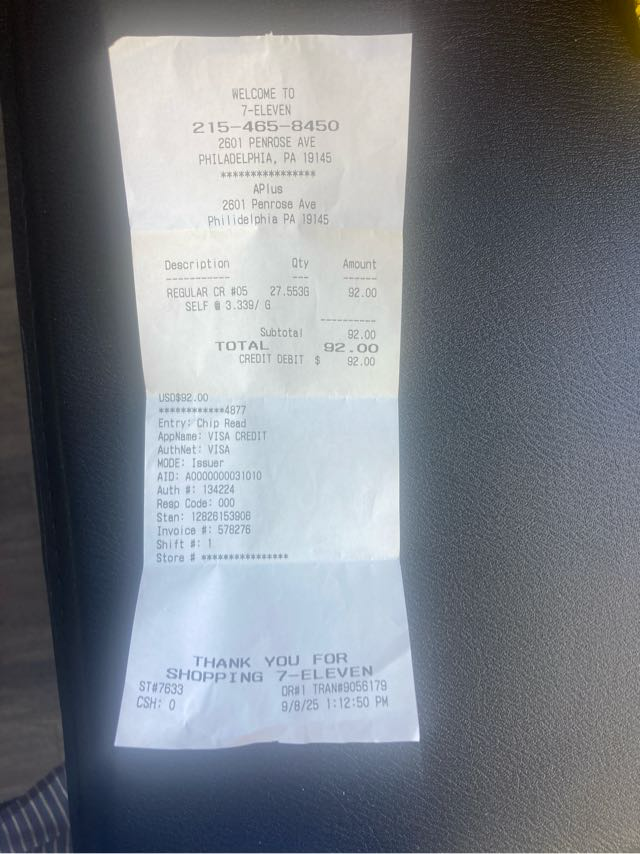 WELCOME TO
7-ELEVEN
215-465-8450
2601 PENROSE AVE
PHILADELPHIA, PA 19145
****************
APlus
2601 Penrose Ave
Philidelphia PA 19145
Description Qty Amount
----------- --- ------
REGULAR CR #05 27.553G 92.00
SELF @ 3.339/ G
----------
Subtotal 92.00
TOTAL 92.00
CREDIT DEBIT $ 92.00
USD$92.00
************4877
Entry: Chip Read
AppName: VISA CREDIT
AuthNet: VISA
MODE: Issuer
AID: A0000000031010
Auth #: 134224
Resp Code: 000
Stan: 12826153908
Invoice #: 578276
Shift #: 1
Store # ****************
THANK YOU FOR
SHOPPING 7-ELEVEN
ST#7633 DR#1 TRAN#9056179
CSH: 0 9/8/25 1:12:50 PM